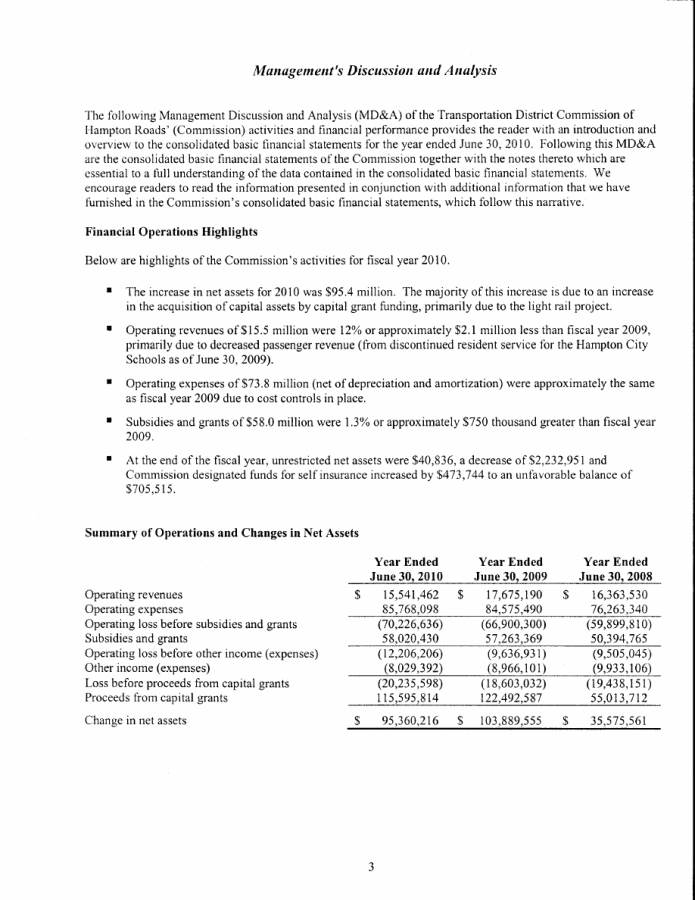 Management's Discussion and Analysis
The following Management Discussion and Analysis (MD&A) of the Transportation District Commission of
Hampton Roads' (Commission) activities and financial performance provides the reader with an introduction and
overview to the consolidated basic financial statements for the year ended June 30, 2010. Following this MD&A
are the consolidated basic financial statements of the Commission together with the notes thereto which are
essential to a full understanding of the data contained in the consolidated basic financial statements. We
encourage readers to read the information presented in conjunction with additional information that we have
furnished in the Commission's consolidated basic financial statements, which follow this narrative.
Financial Operations Highlights
Below are highlights of the Commission's activities for fiscal year 2010.
▪ The increase in net assets for 2010 was $95.4 million. The majority of this increase is due to an increase
in the acquisition of capital assets by capital grant funding, primarily due to the light rail project.
▪ Operating revenues of $15.5 million were 12% or approximately $2.1 million less than fiscal year 2009,
primarily due to decreased passenger revenue (from discontinued resident service for the Hampton City
Schools as of June 30, 2009).
▪ Operating expenses of $73.8 million (net of depreciation and amortization) were approximately the same
as fiscal year 2009 due to cost controls in place.
▪ Subsidies and grants of $58.0 million were 1.3% or approximately $750 thousand greater than fiscal year
2009.
▪ At the end of the fiscal year, unrestricted net assets were $40,836, a decrease of $2,232,951 and
Commission designated funds for self insurance increased by $473,744 to an unfavorable balance of
$705,515.
Summary of Operations and Changes in Net Assets
Year Ended Year Ended Year Ended
June 30, 2010 June 30, 2009 June 30, 2008
Operating revenues $ 15,541,462 $ 17,675,190 $ 16,363,530
Operating expenses 85,768,098 84,575,490 76,263,340
Operating loss before subsidies and grants (70,226,636) (66,900,300) (59,899,810)
Subsidies and grants 58,020,430 57,263,369 50,394,765
Operating loss before other income (expenses) (12,206,206) (9,636,931) (9,505,045)
Other income (expenses) (8,029,392) (8,966,101) (9,933,106)
Loss before proceeds from capital grants (20,235,598) (18,603,032) (19,438,151)
Proceeds from capital grants 115,595,814 122,492,587 55,013,712
Change in net assets $ 95,360,216 $ 103,889,555 $ 35,575,561
3